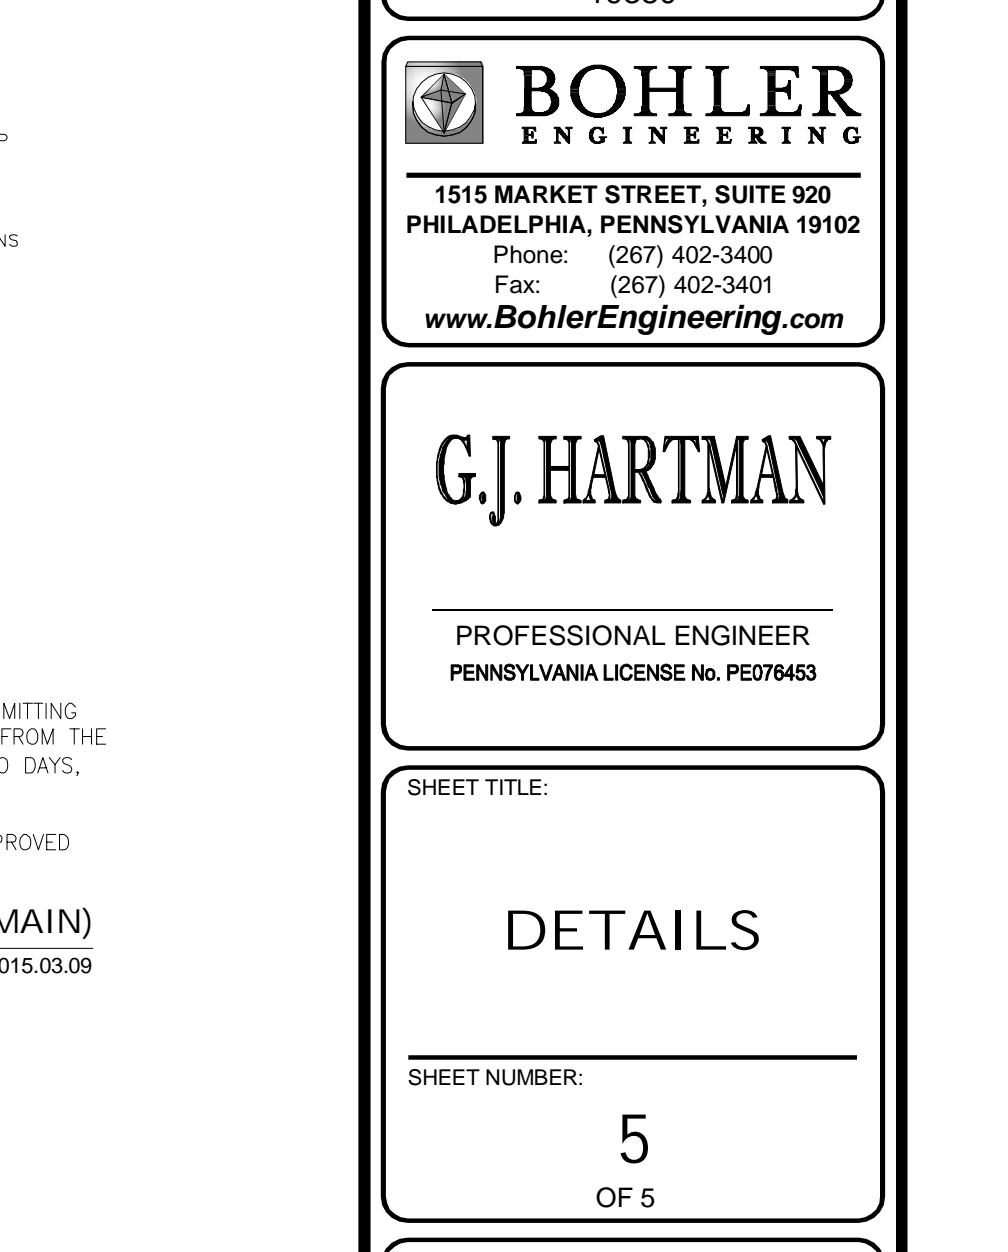 BOHLER
ENGINEERING
1515 MARKET STREET, SUITE 920
PHILADELPHIA, PENNSYLVANIA 19102
Phone: (267) 402-3400
Fax: (267) 402-3401
www.BohlerEngineering.com
G.J. HARTMAN
PROFESSIONAL ENGINEER
PENNSYLVANIA LICENSE No. PE076453
SHEET TITLE:
DETAILS
SHEET NUMBER:
5
OF 5
P
NS
MITTING
FROM THE
0 DAYS,
PROVED
MAIN)
015.03.09